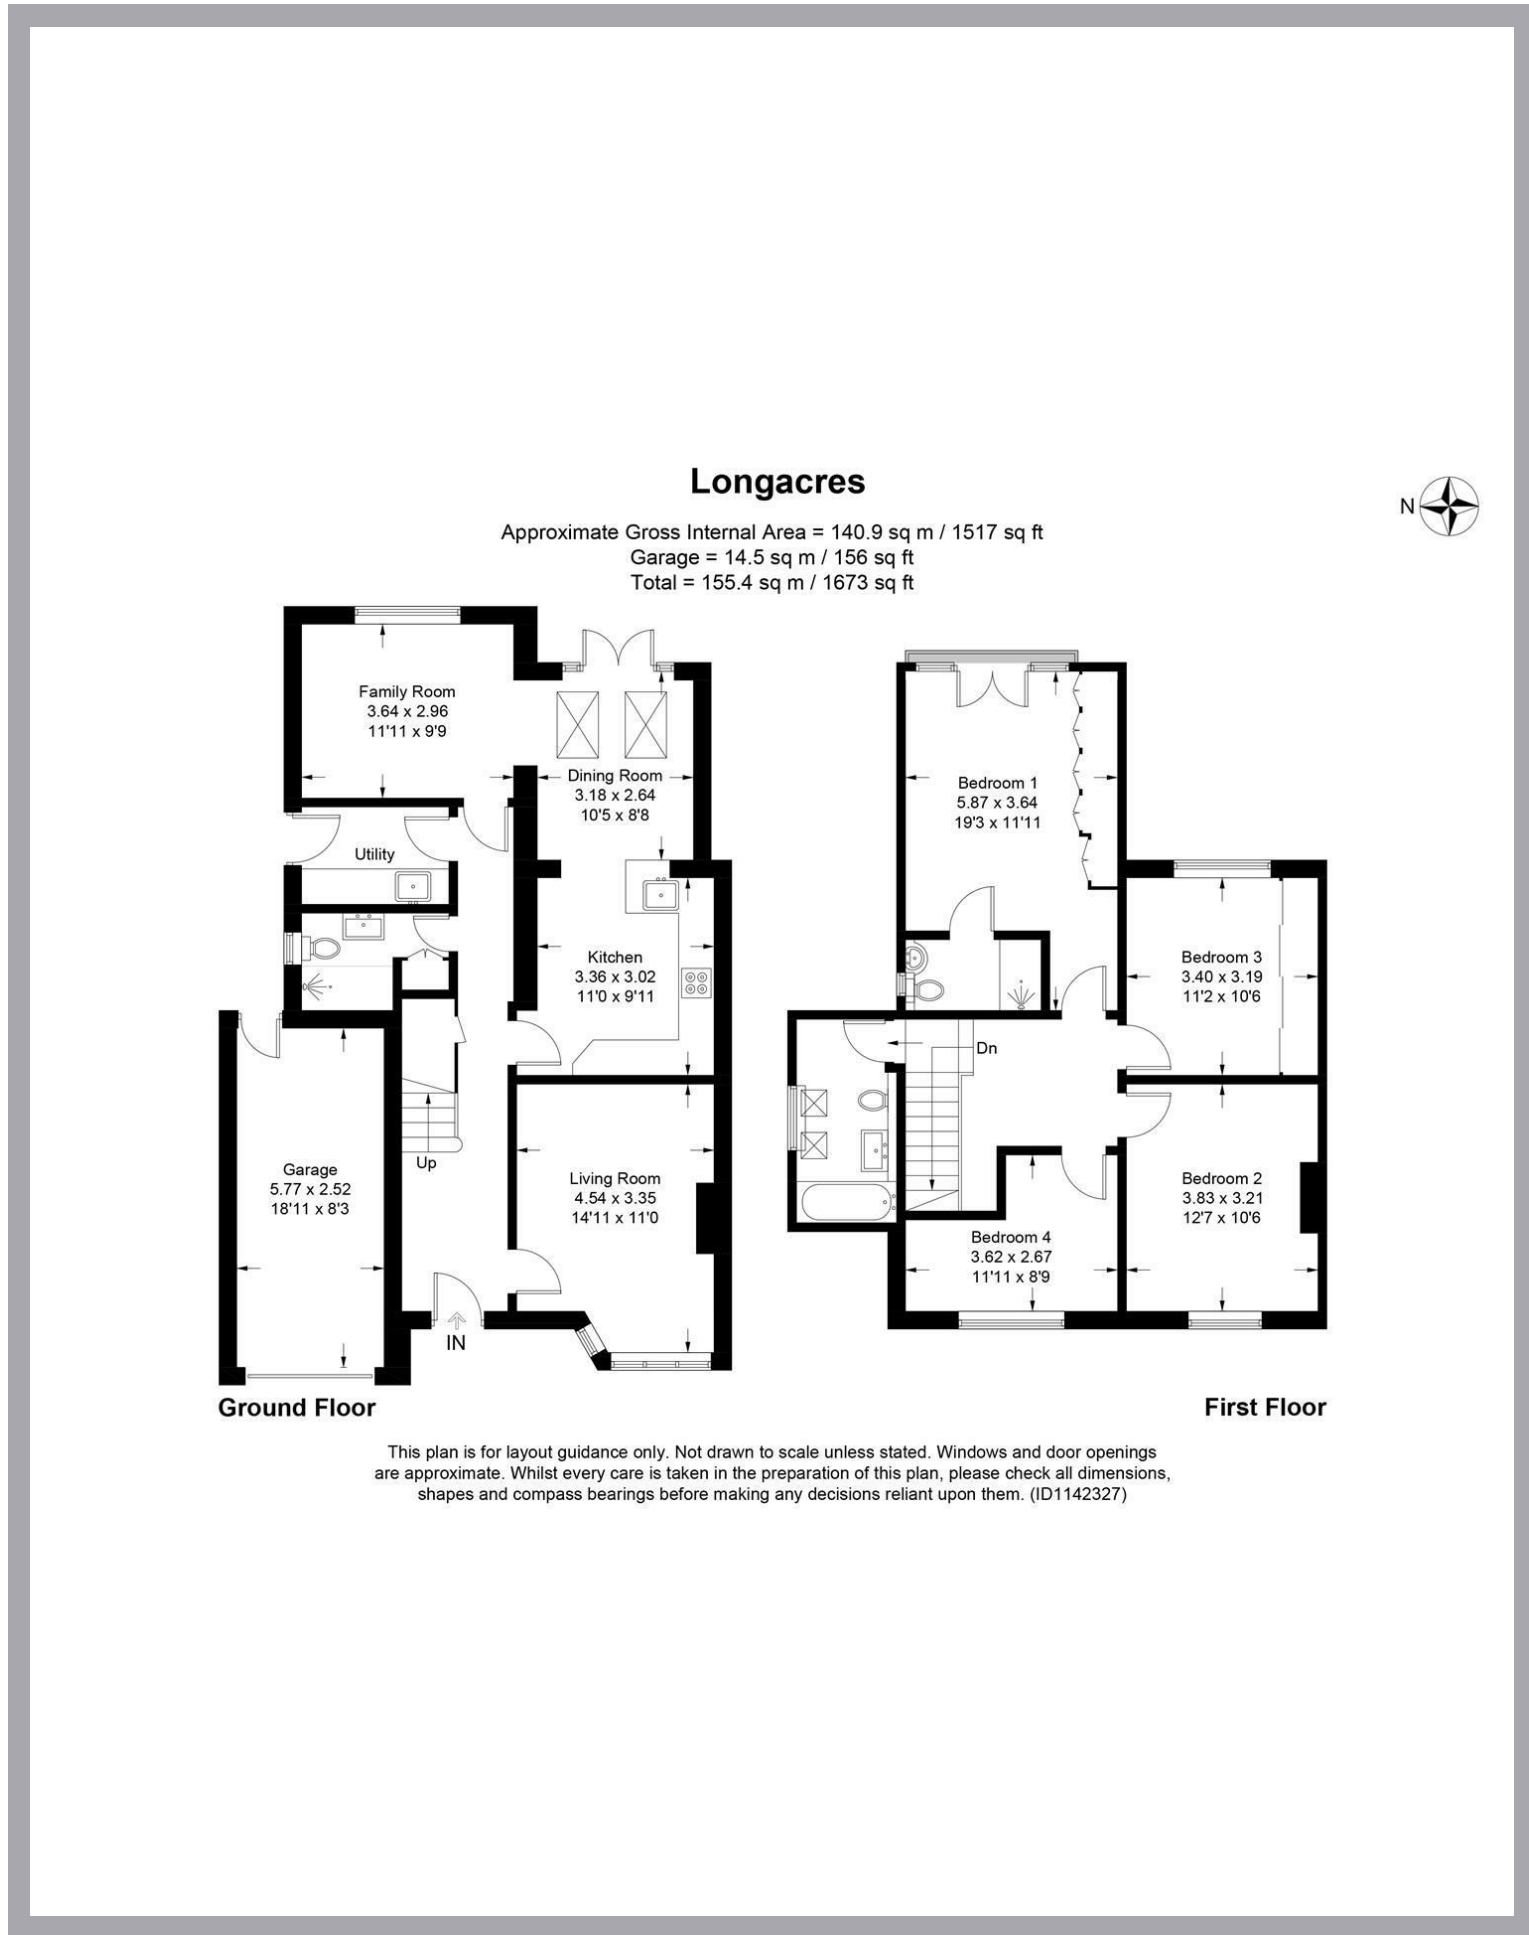 Longacres
N
Approximate Gross Internal Area = 140.9 sq m / 1517 sq ft
Garage = 14.5 sq m / 156 sq ft
Total = 155.4 sq m / 1673 sq ft
Family Room
3.64 x 2.96
11'11 x 9'9
Dining Room
3.18 x 2.64
10'5 x 8'8
Utility
Kitchen
3.36 x 3.02
11'0 x 9'11
Garage
5.77 x 2.52
18'11 x 8'3
Up
Living Room
4.54 x 3.35
14'11 x 11'0
IN
Ground Floor
Bedroom 1
5.87 x 3.64
19'3 x 11'11
Bedroom 3
3.40 x 3.19
11'2 x 10'6
Dn
Bedroom 2
3.83 x 3.21
12'7 x 10'6
Bedroom 4
3.62 x 2.67
11'11 x 8'9
First Floor
This plan is for layout guidance only. Not drawn to scale unless stated. Windows and door openings
are approximate. Whilst every care is taken in the preparation of this plan, please check all dimensions,
shapes and compass bearings before making any decisions reliant upon them. (ID1142327)